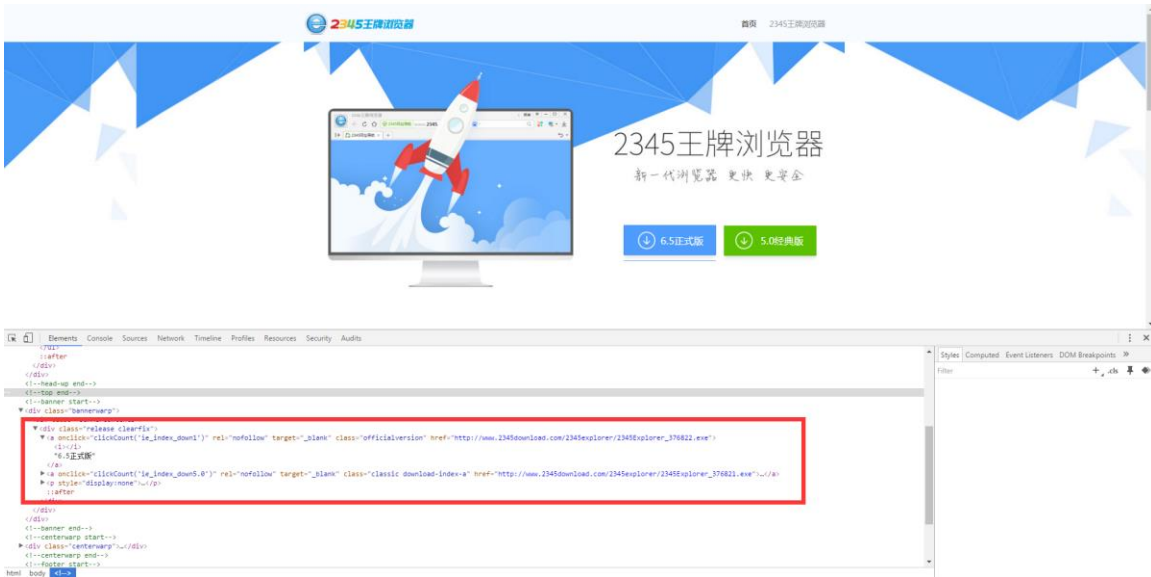 2345王牌浏览器
首页 2345王牌浏览器
2345王牌浏览器
新一代浏览器 更快 更安全
6.5正式版
5.0经典版
Elements Console Sources Network Timeline Profiles Resources Security Audits
::after
</div>
</div>
<!--head-up end-->
<!--top end-->
<!--banner start-->
▼<div class="bannerwarp">
▼<div class="release clearfix">
▼<a onclick="clickCount('ie_index_down1')" rel="nofollow" target="_blank" class="officialversion" href="http://www.2345download.com/2345explorer/2345Explorer_376822.exe">
<i></i>
"6.5正式版"
</a>
▶<a onclick="clickCount('ie_index_down5.0')" rel="nofollow" target="_blank" class="classic download-index-a" href="http://www.2345download.com/2345explorer/2345Explorer_376821.exe">…</a>
▶<p style="display:none">…</p>
::after
</div>
</div>
</div>
<!--banner end-->
<!--centerwarp start-->
▶<div class="centerwarp">…</div>
<!--centerwarp end-->
<!--footer start-->
html body <!-->
Styles Computed Event Listeners DOM Breakpoints »
Filter + .cls